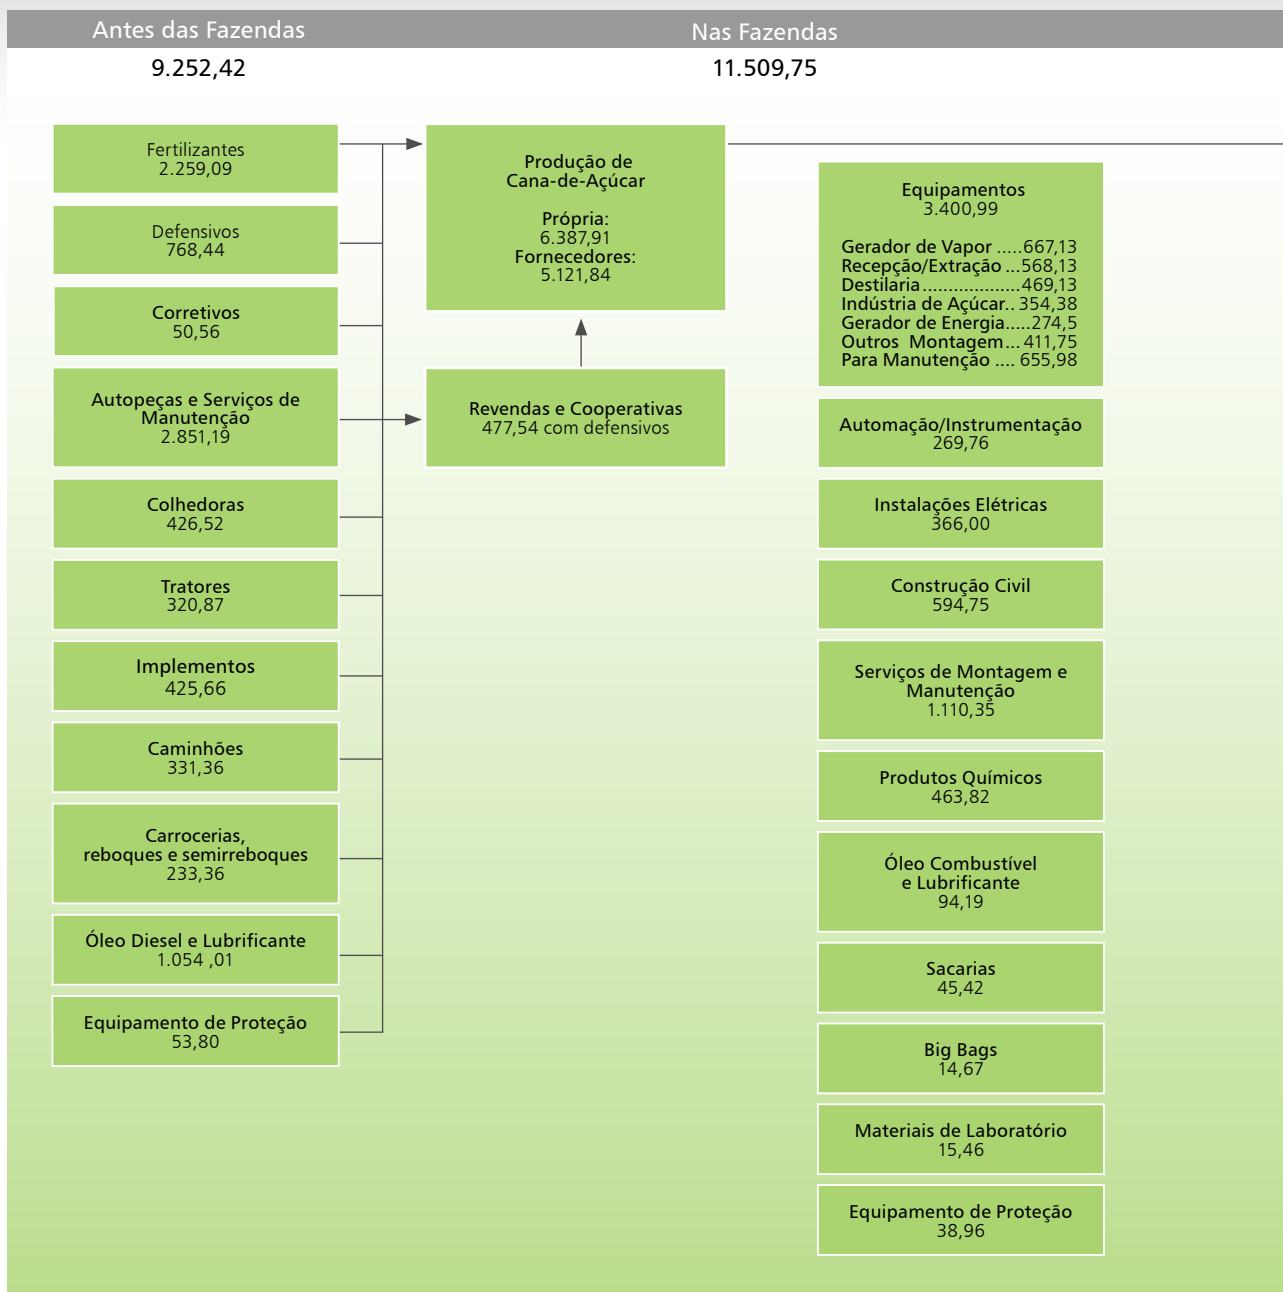 Antes das Fazendas
9.252,42
Nas Fazendas
11.509,75
Fertilizantes
2.259,09
Defensivos
768,44
Corretivos
50,56
Autopeças e Serviços de
Manutenção
2.851,19
Colhedoras
426,52
Tratores
320,87
Implementos
425,66
Caminhões
331,36
Carrocerias,
reboques e semirreboques
233,36
Óleo Diesel e Lubrificante
1.054 ,01
Equipamento de Proteção
53,80
Produção de
Cana-de-Açúcar
Própria:
6.387,91
Fornecedores:
5.121,84
Revendas e Cooperativas
477,54 com defensivos
Equipamentos
3.400,99
Gerador de Vapor .....667,13
Recepção/Extração ...568,13
Destilaria...................469,13
Indústria de Açúcar.. 354,38
Gerador de Energia.....274,5
Outros Montagem... 411,75
Para Manutenção .... 655,98
Automação/Instrumentação
269,76
Instalações Elétricas
366,00
Construção Civil
594,75
Serviços de Montagem e
Manutenção
1.110,35
Produtos Químicos
463,82
Óleo Combustível
e Lubrificante
94,19
Sacarias
45,42
Big Bags
14,67
Materiais de Laboratório
15,46
Equipamento de Proteção
38,96